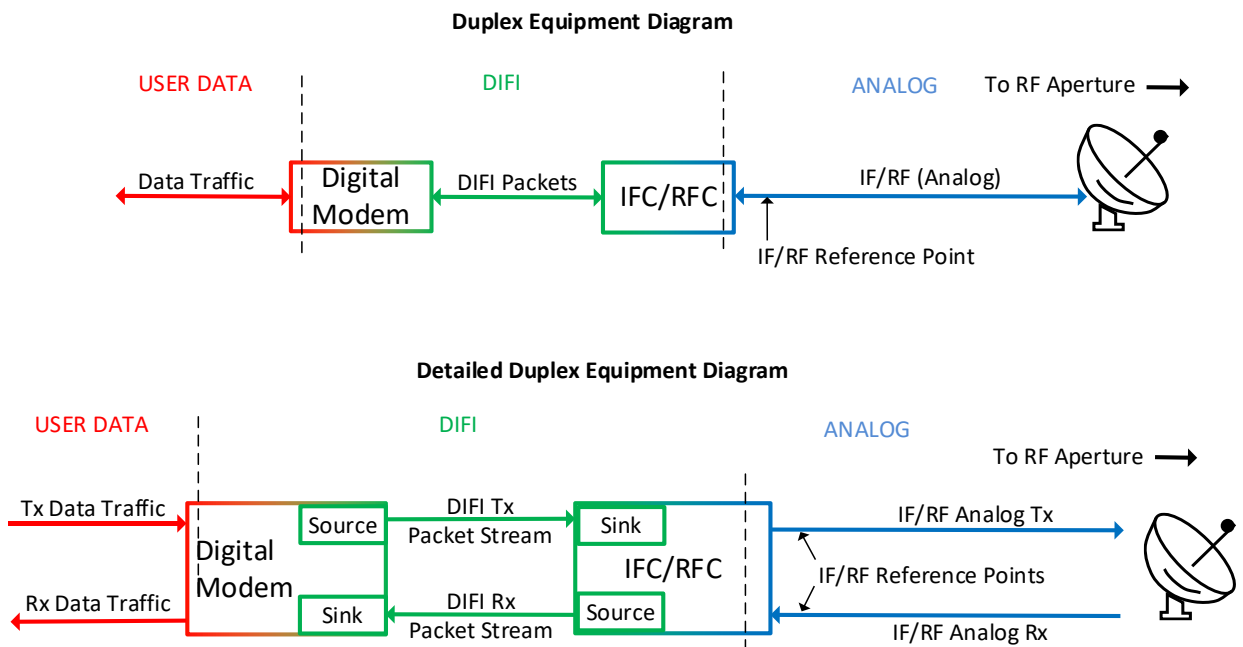 Duplex Equipment Diagram
USER DATA
DIFI
ANALOG
To RF Aperture
Data Traffic
Digital
Modem
DIFI Packets
IFC/RFC
IF/RF (Analog)
IF/RF Reference Point
Detailed Duplex Equipment Diagram
USER DATA
DIFI
ANALOG
To RF Aperture
Tx Data Traffic
Source
DIFI Tx
Packet Stream
Sink
IF/RF Analog Tx
Digital
Modem
IFC/RFC
IF/RF Reference Points
Rx Data Traffic
Sink
DIFI Rx
Packet Stream
Source
IF/RF Analog Rx